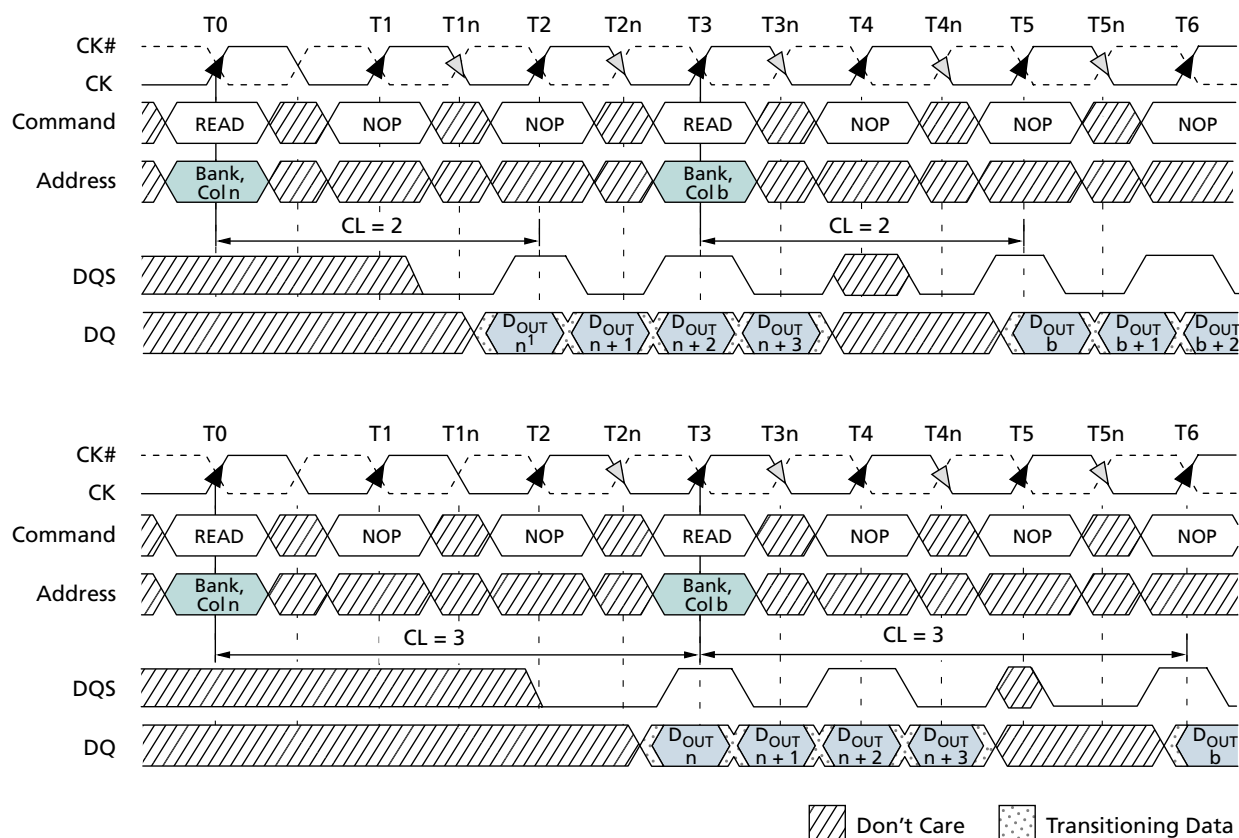 T0 T1 T1n T2 T2n T3 T3n T4 T4n T5 T5n T6
CK#
CK
Command READ NOP NOP READ NOP NOP NOP
Address Bank, Col n Bank, Col b
CL = 2 CL = 2
DQS
DQ DOUT n¹ DOUT n + 1 DOUT n + 2 DOUT n + 3 DOUT b DOUT b + 1 DOUT b + 2
T0 T1 T1n T2 T2n T3 T3n T4 T4n T5 T5n T6
CK#
CK
Command READ NOP NOP READ NOP NOP NOP
Address Bank, Col n Bank, Col b
CL = 3 CL = 3
DQS
DQ DOUT n DOUT n + 1 DOUT n + 2 DOUT n + 3 DOUT b
Don't Care Transitioning Data